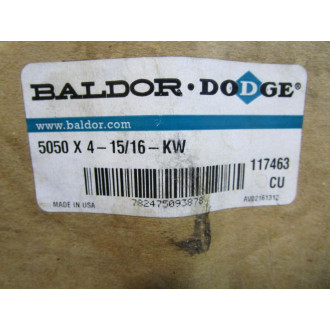 BALDOR · DODGE®
www.baldor.com
5050 X 4-15/16-KW
117463
CU
782475093878
MADE IN USA